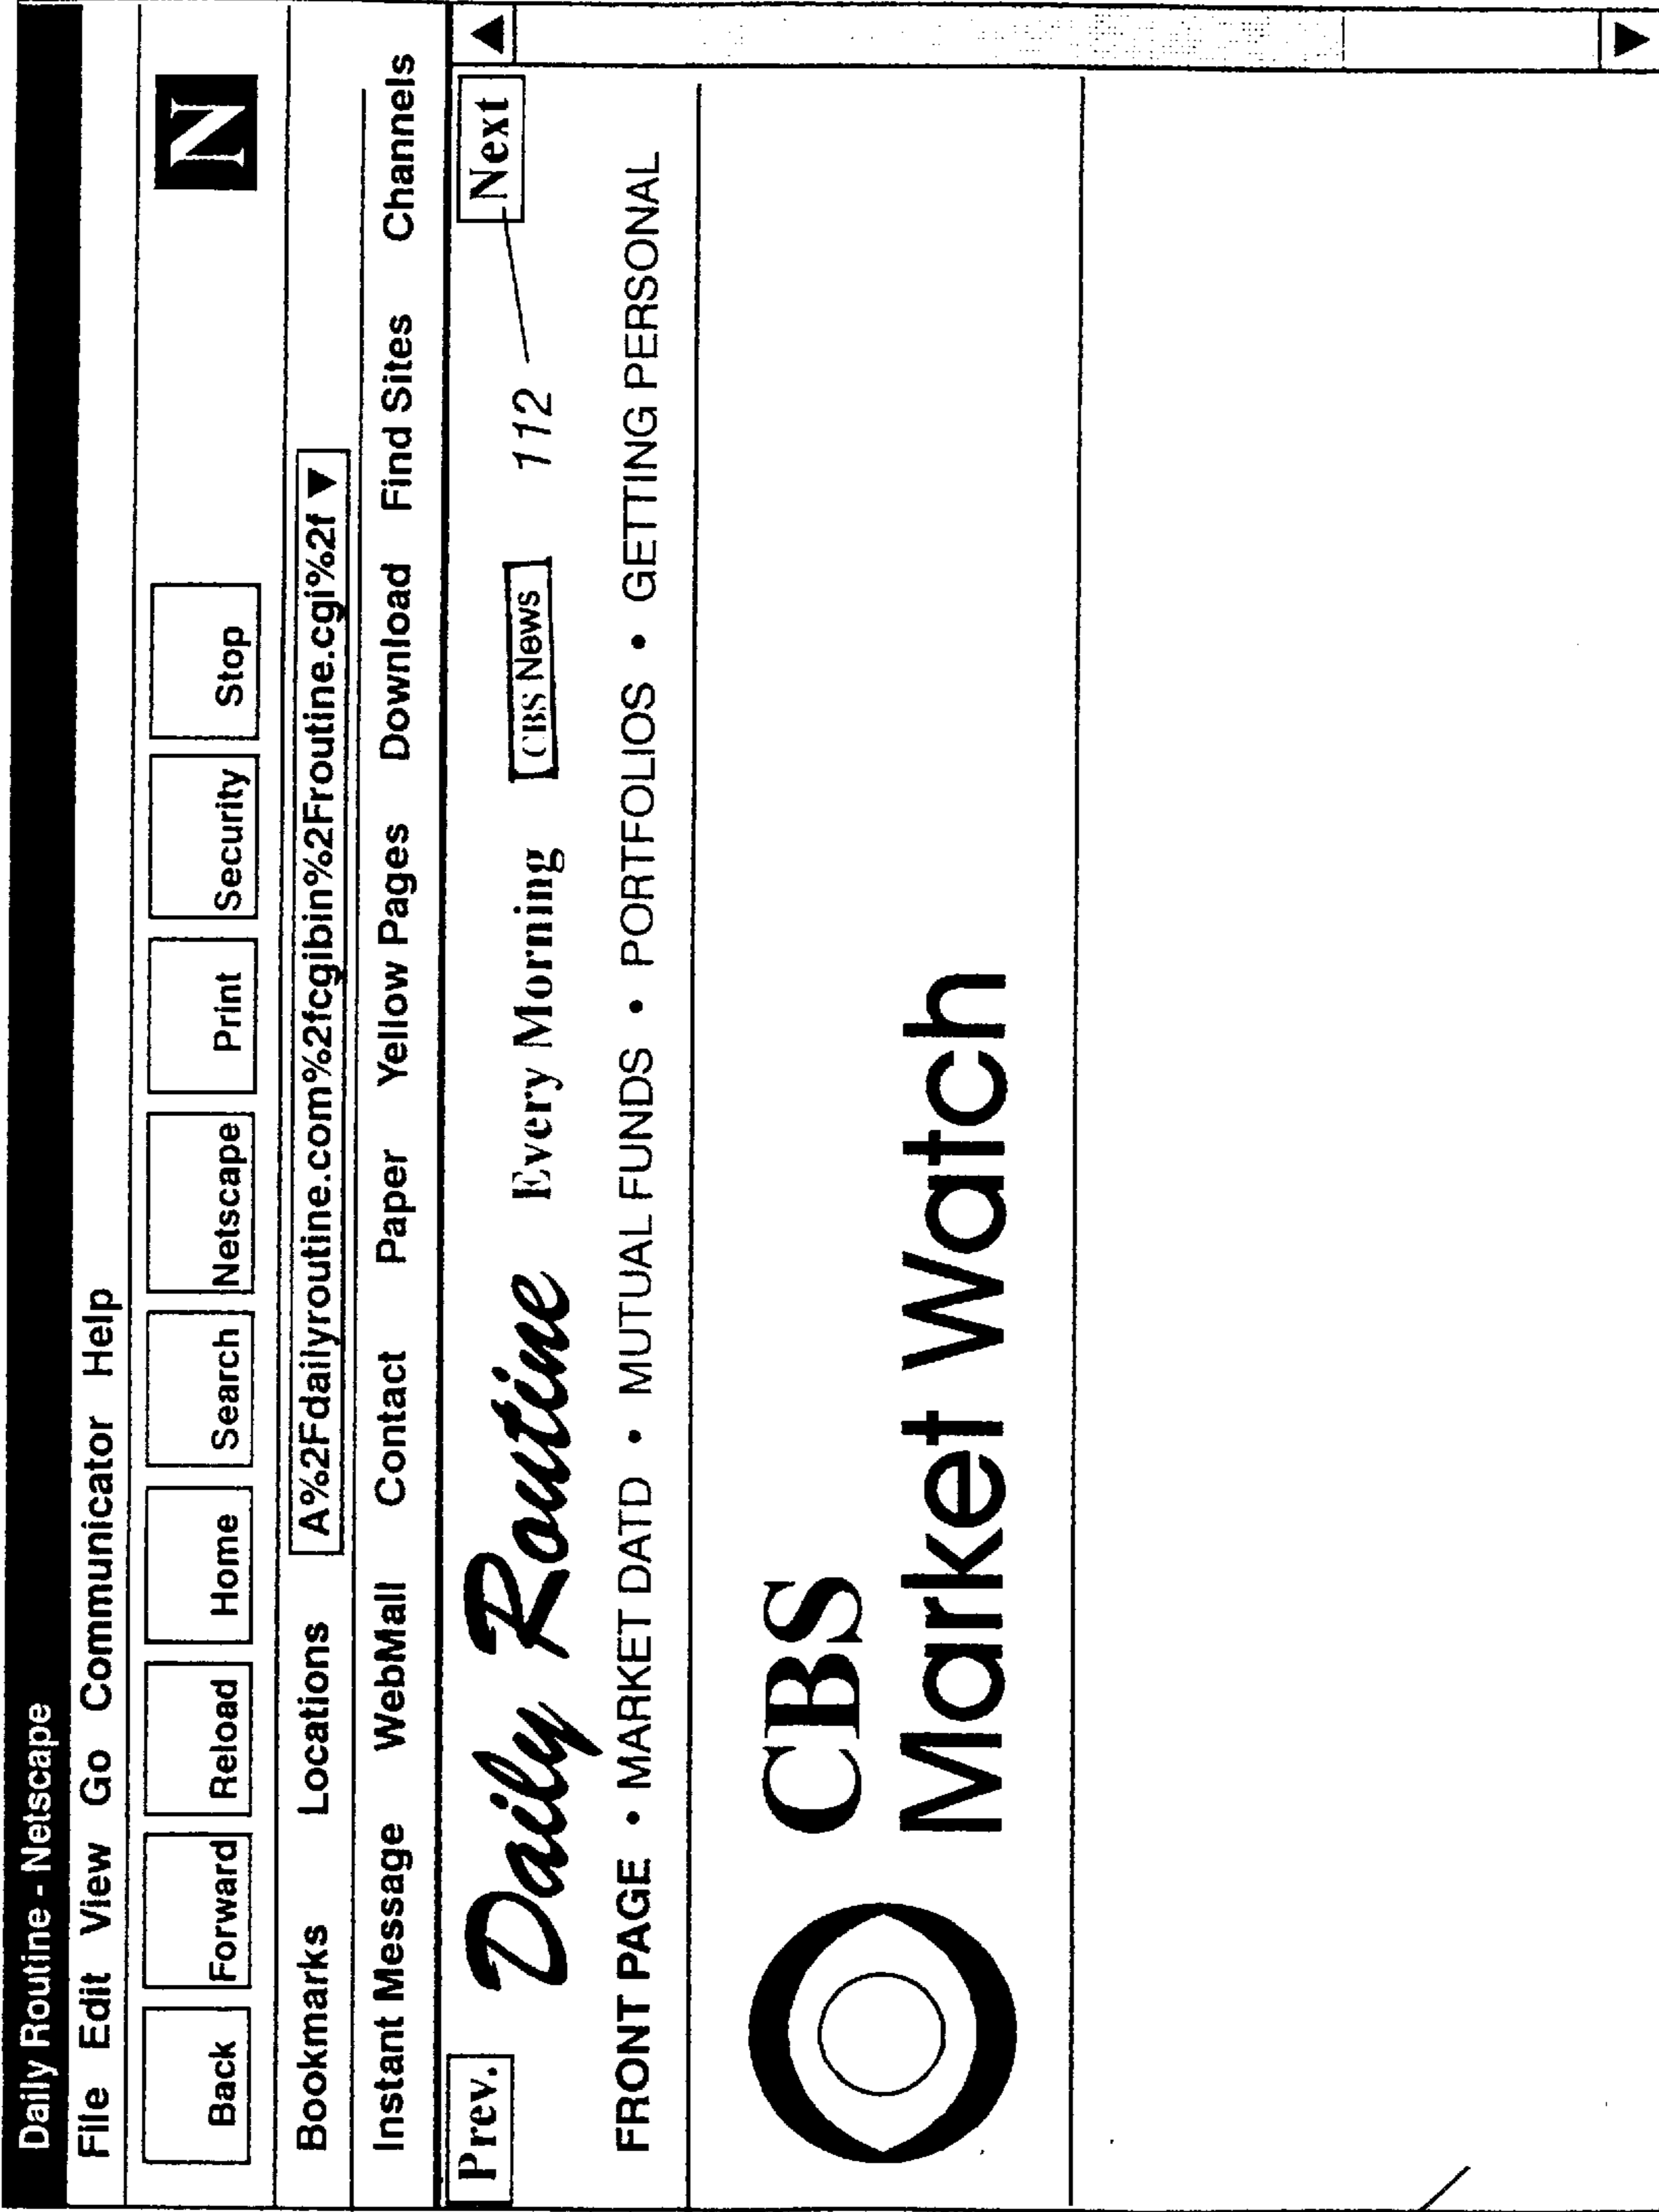 Daily Routine - Netscape
File Edit View Go Communicator Help
Back Forward Reload Home Search Netscape Print Security Stop N
Bookmarks Locations A%2Fdailyroutine.com%2fcgibin%2Froutine.cgi%2f
Instant Message WebMail Contact Paper Yellow Pages Download Find Sites Channels
Prev. Daily Routine Every Morning CBS News 112 Next
FRONT PAGE • MARKET DATD • MUTUAL FUNDS • PORTFOLIOS • GETTING PERSONAL
CBS
Market Watch